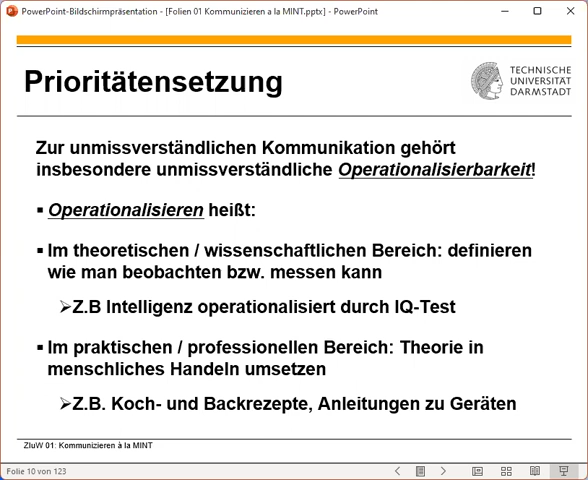 PowerPoint-Bildschirmpräsentation - [Folien 01 Kommunizieren a la MINT.pptx] - PowerPoint
Prioritätensetzung
TECHNISCHE
UNIVERSITÄT
DARMSTADT
Zur unmissverständlichen Kommunikation gehört
insbesondere unmissverständliche Operationalisierbarkeit!
▪ Operationalisieren heißt:
▪ Im theoretischen / wissenschaftlichen Bereich: definieren
wie man beobachten bzw. messen kann
➢Z.B Intelligenz operationalisiert durch IQ-Test
▪ Im praktischen / professionellen Bereich: Theorie in
menschliches Handeln umsetzen
➢Z.B. Koch- und Backrezepte, Anleitungen zu Geräten
ZIuW 01: Kommunizieren à la MINT
Folie 10 von 123